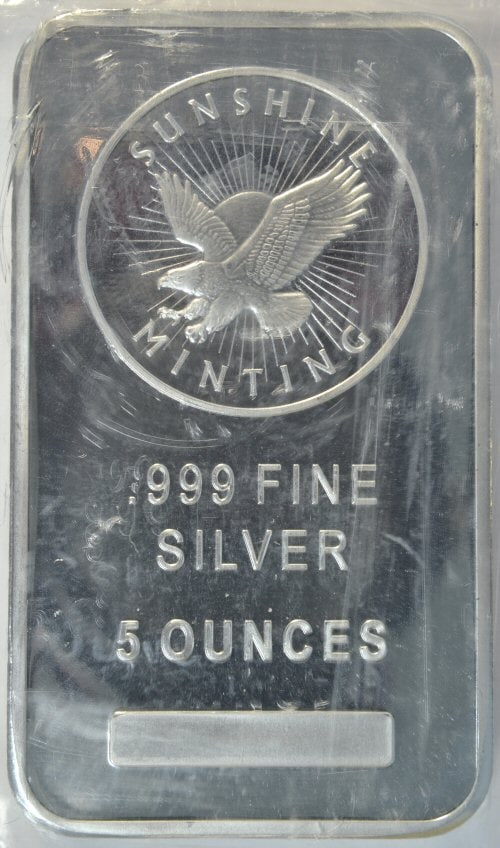 SUNSHINE
MINTING
.999 FINE
SILVER
5 OUNCES